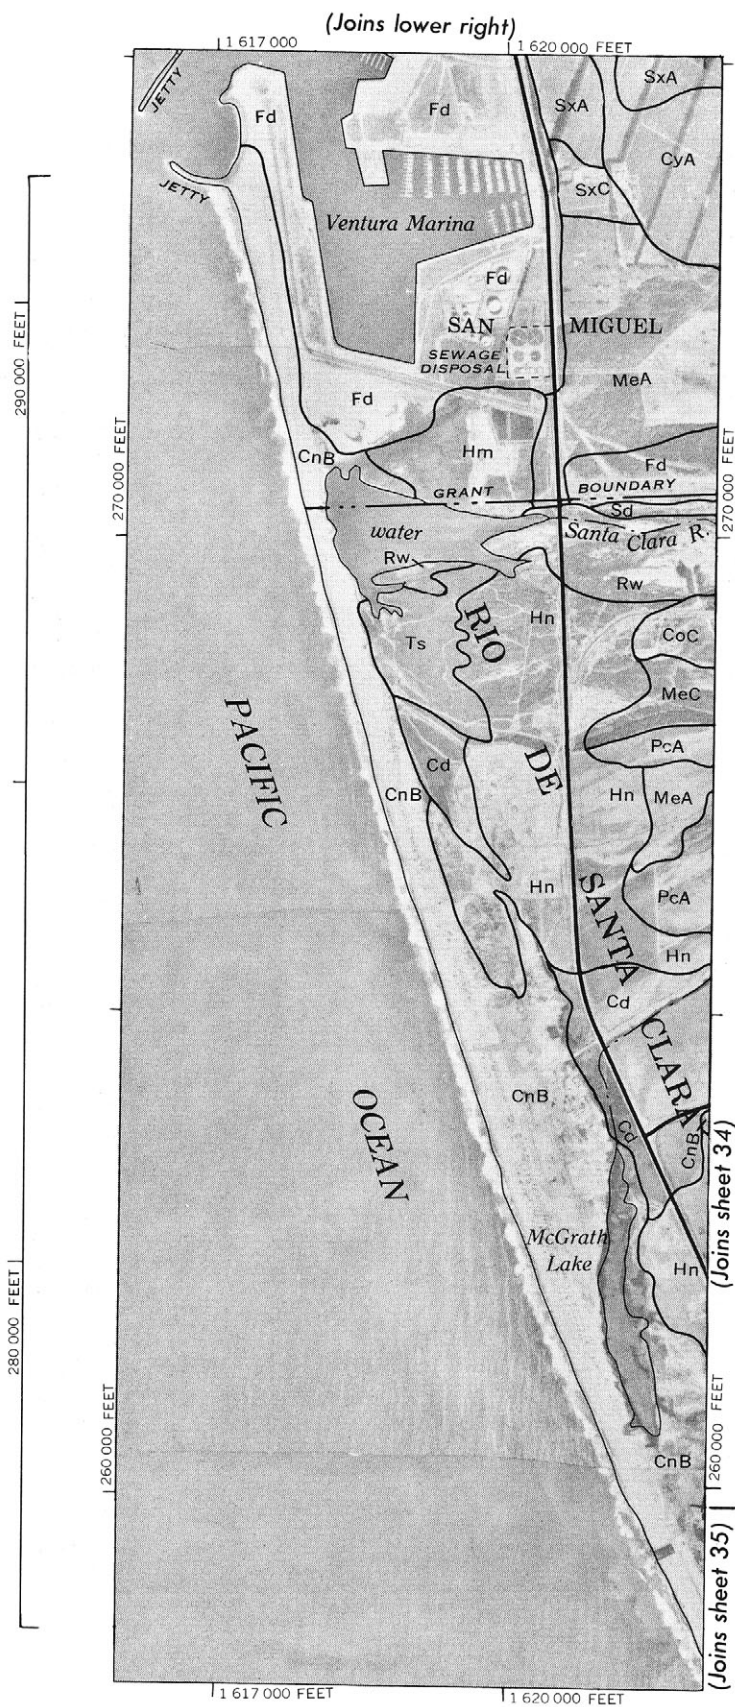 (Joins lower right)
1 617 000
1 620 000 FEET
JETTY
Fd
Fd
SxA
SxA
CyA
SxC
JETTY
Ventura Marina
Fd
SAN MIGUEL
SEWAGE
DISPOSAL
MeA
290 000 FEET
Fd
CnB
Hm
Fd
270 000 FEET
270 000 FEET
GRANT BOUNDARY
Sd
water
Santa Clara R.
Rw
Rw
Hn
RIO
Ts
CoC
MeC
PACIFIC
PcA
Cd
DE
CnB
Hn
MeA
Hn
SANTA
PcA
Hn
Cd
CLARA
OCEAN
CnB
Cd
CnB
(Joins sheet 34)
McGrath
Lake
Hn
280 000 FEET
260 000 FEET
CnB
260 000 FEET
(Joins sheet 35)
1 617 000 FEET
1 620 000 FEET